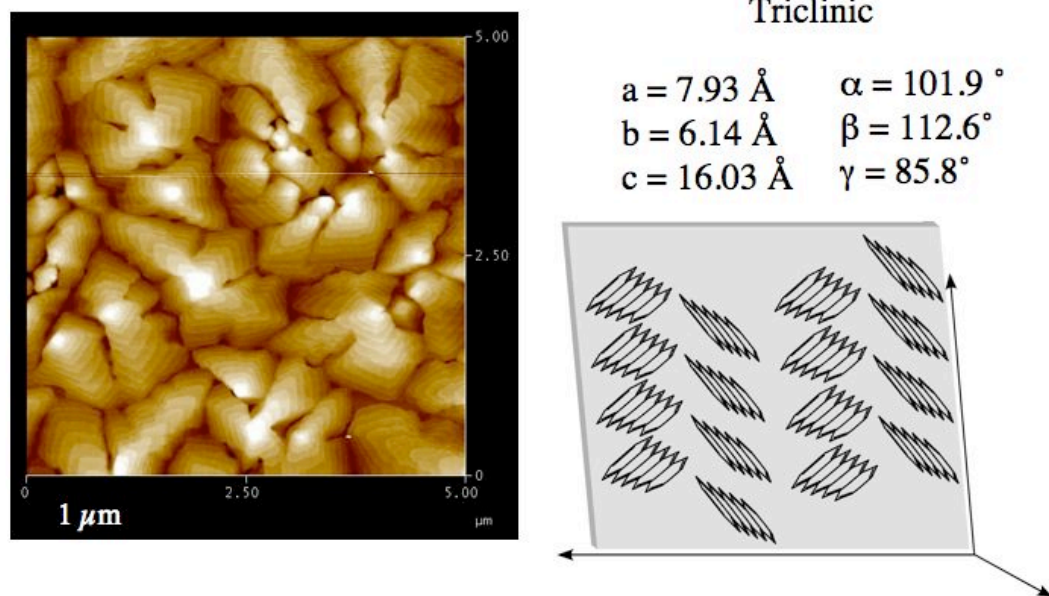 Triclinic
a = 7.93 Å α = 101.9 °
b = 6.14 Å β = 112.6°
c = 16.03 Å γ = 85.8°
5.00
2.50
0
0 2.50 5.00
1 µm µm